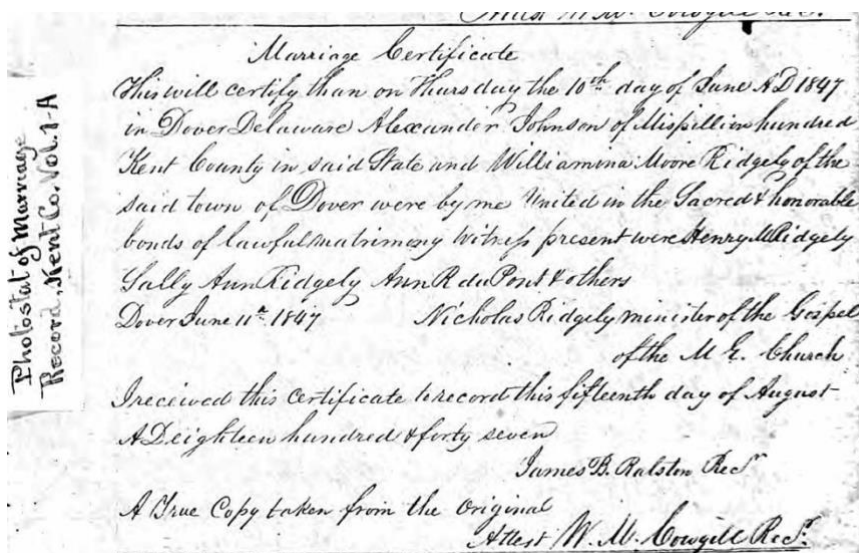 Attest W. W. Cowgill Rec.
Marriage Certificate
This will certify than on Thursday the 10th day of June A D 1847
in Dover Delaware Alexander Johnson of Mispillion hundred
Kent County in said State and Williamina Moore Ridgely of the
said town of Dover were by me United in the Sacred & honorable
bonds of lawful matrimony Witness present were Henry M Ridgely
Sally Ann Ridgely Ann R du Pont & others
Dover June 11th 1847 Nicholas Ridgely minister of the Gospel
of the M E. Church
I received this certificate to record this fifteenth day of August
A D eighteen hundred & forty seven
James B. Ralston Recr
A True Copy taken from the original
Attest W. W. Cowgill Recr.
Photostat of Marriage
Record, Kent Co. Vol. 1-A